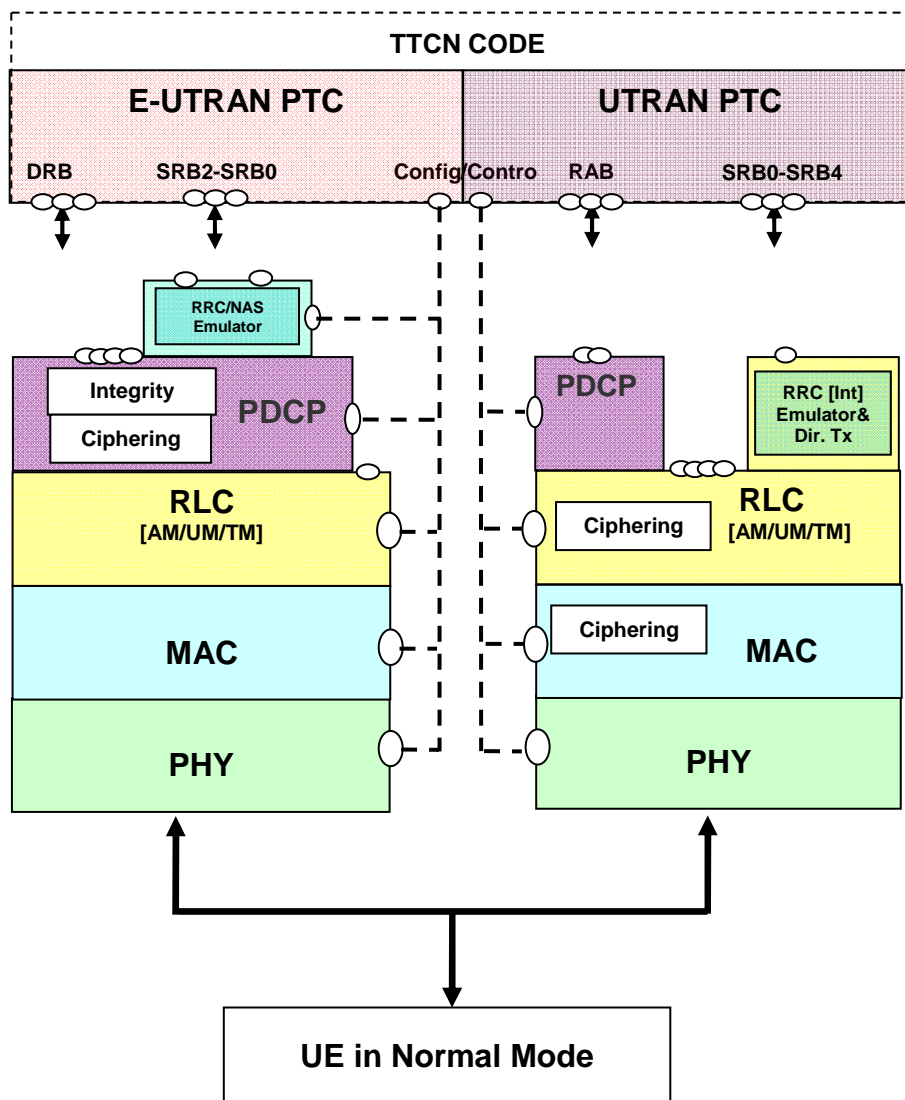 TTCN CODE
E-UTRAN PTC
UTRAN PTC
DRB
SRB2-SRB0
Config/Contro
RAB
SRB0-SRB4
RRC/NAS
Emulator
Integrity
Ciphering
PDCP
RLC
[AM/UM/TM]
MAC
PHY
PDCP
RRC [Int]
Emulator&
Dir. Tx
Ciphering
RLC
[AM/UM/TM]
Ciphering
MAC
PHY
UE in Normal Mode